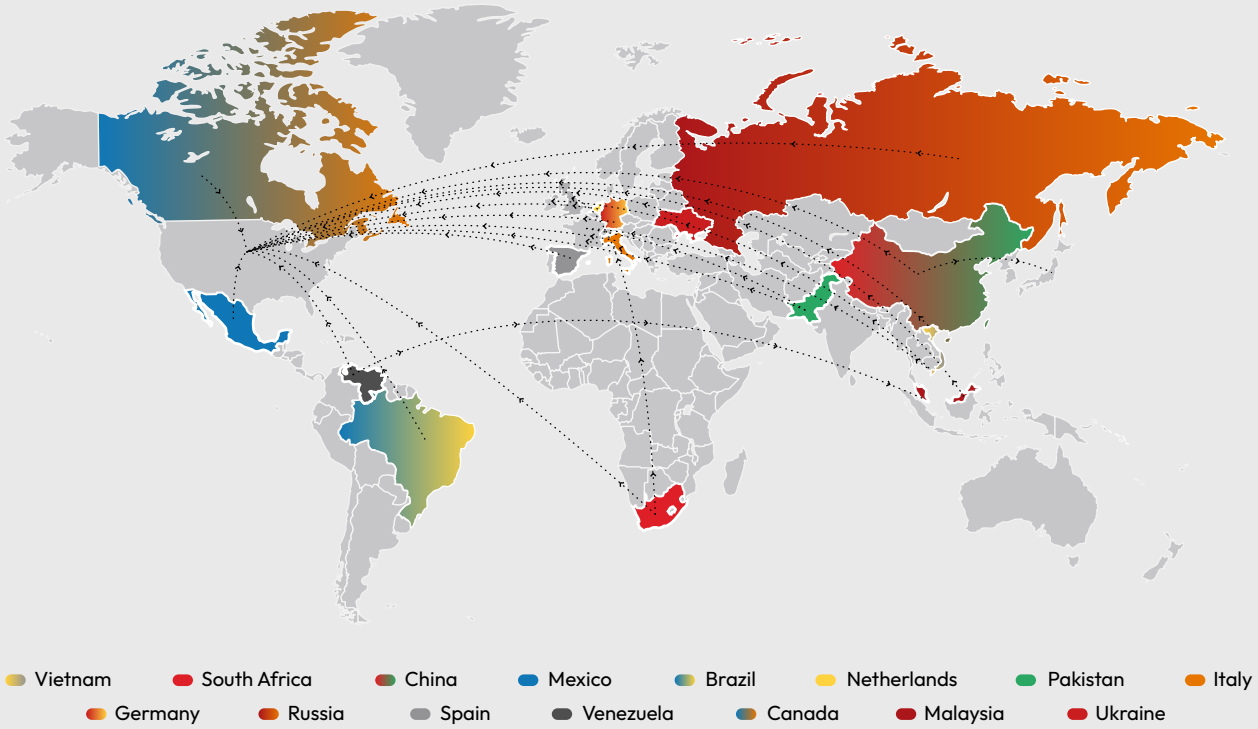 Vietnam South Africa China Mexico Brazil Netherlands Pakistan Italy
Germany Russia Spain Venezuela Canada Malaysia Ukraine